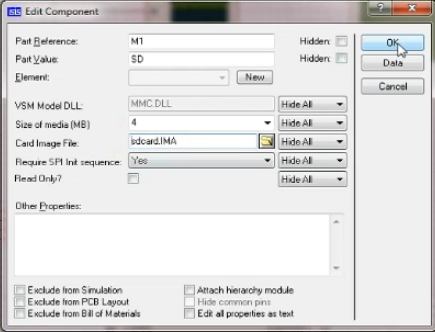 ISIS Edit Component ? X
Part Reference: M1 Hidden: OK
Part Value: SD Hidden: Data
Element: New Cancel
VSM Model DLL: MMC.DLL Hide All
Size of media (MB) 4 Hide All
Card Image File: sdcard.IMA Hide All
Require SPI Init sequence: Yes Hide All
Read Only? Hide All
Other Properties:
Exclude from Simulation Attach hierarchy module
Exclude from PCB Layout Hide common pins
Exclude from Bill of Materials Edit all properties as text